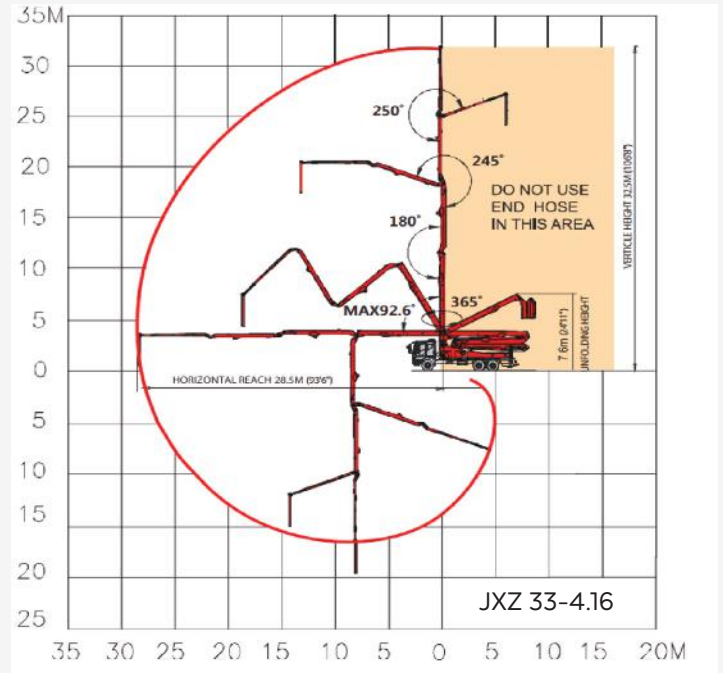 35M
30
25
20
15
10
5
0
5
10
15
20
25
250°
245°
180°
365°
MAX92.6°
DO NOT USE
END HOSE
IN THIS AREA
VERTICLE HEIGHT 32.5M (106'8")
7.6m (24'11")
UNFOLDING HEIGHT
HORIZONTAL REACH 28.5M (93'6")
JXZ 33-4.16
35 30 25 20 15 10 5 0 5 10 15 20M